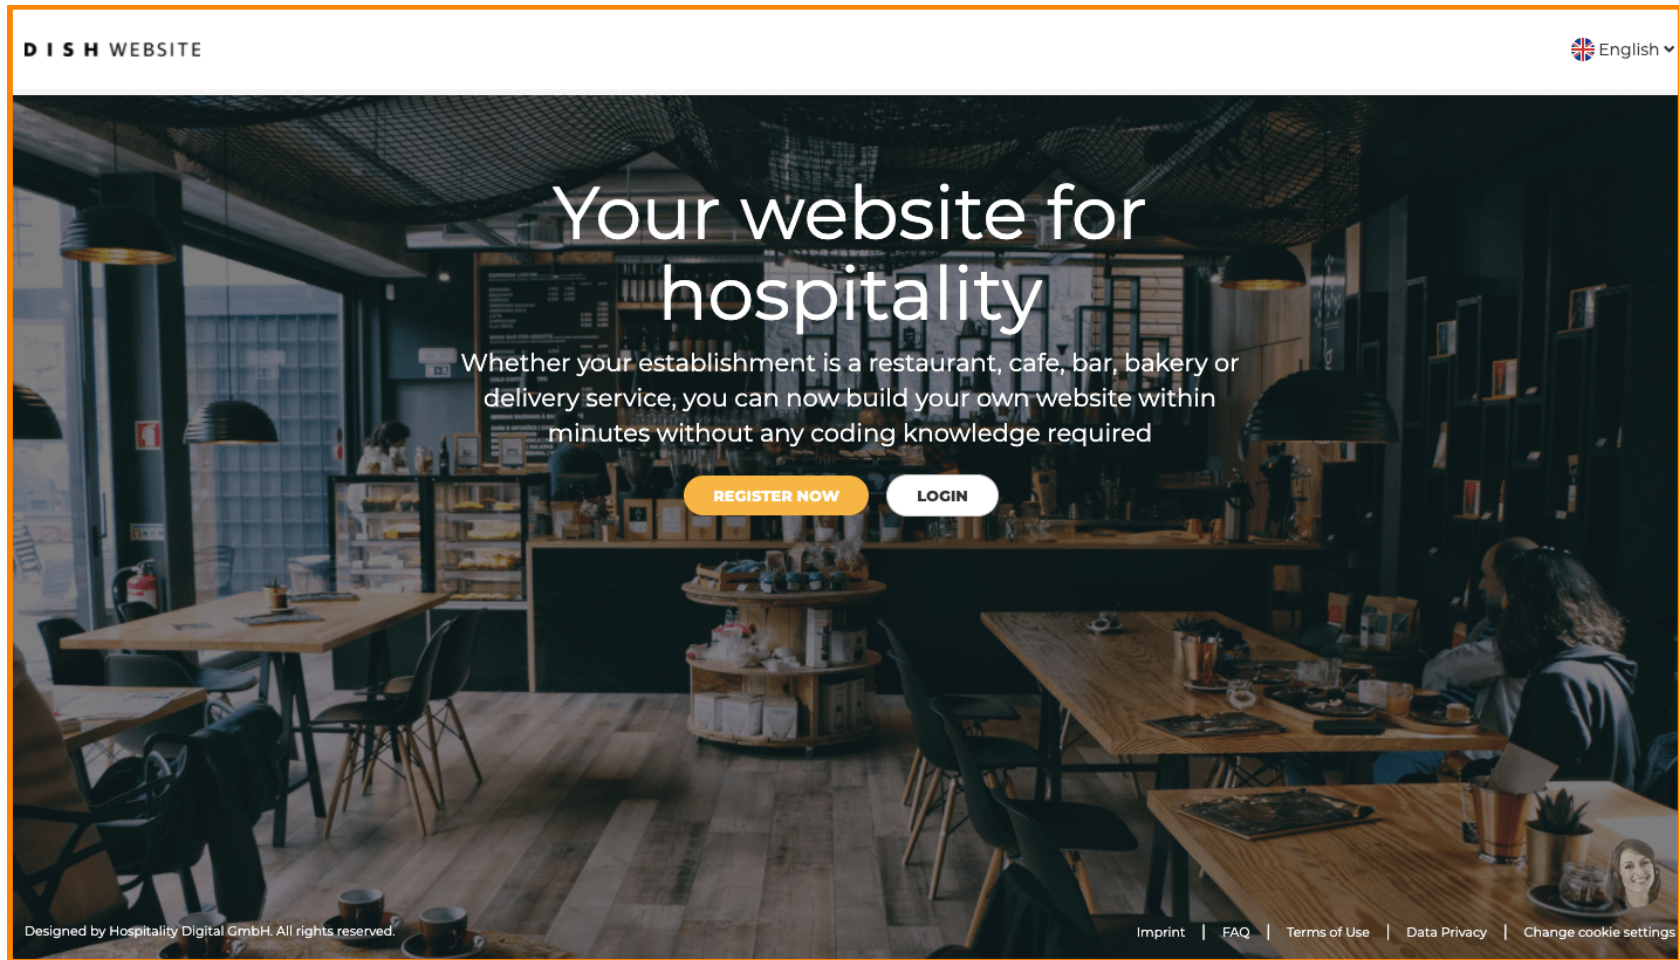 DISH WEBSITE
English
Your website for
hospitality
Whether your establishment is a restaurant, cafe, bar, bakery or
delivery service, you can now build your own website within
minutes without any coding knowledge required
REGISTER NOW
LOGIN
Designed by Hospitality Digital GmbH. All rights reserved.
Imprint | FAQ | Terms of Use | Data Privacy | Change cookie settings